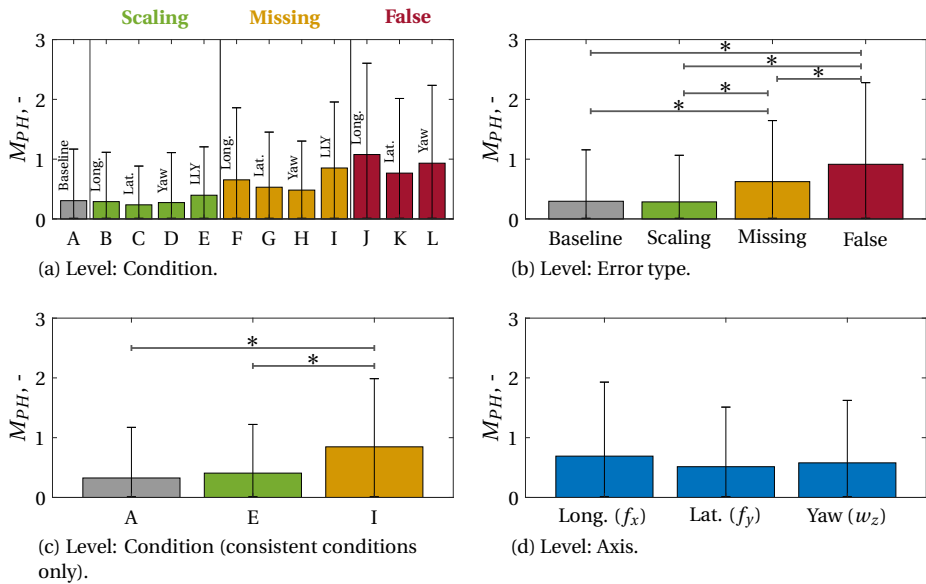 Scaling Missing False
3
2
1
0
M_PH, -
Baseline
Long.
Lat.
Yaw
LLY
Long.
Lat.
Yaw
LLY
Long.
Lat.
Yaw
A B C D E F G H I J K L
(a) Level: Condition.
3
2
1
0
M_PH, -
*
*
*
*
*
Baseline Scaling Missing False
(b) Level: Error type.
3
2
1
0
M_PH, -
*
*
A E I
(c) Level: Condition (consistent conditions
only).
3
2
1
0
M_PH, -
Long. (f_x) Lat. (f_y) Yaw (w_z)
(d) Level: Axis.